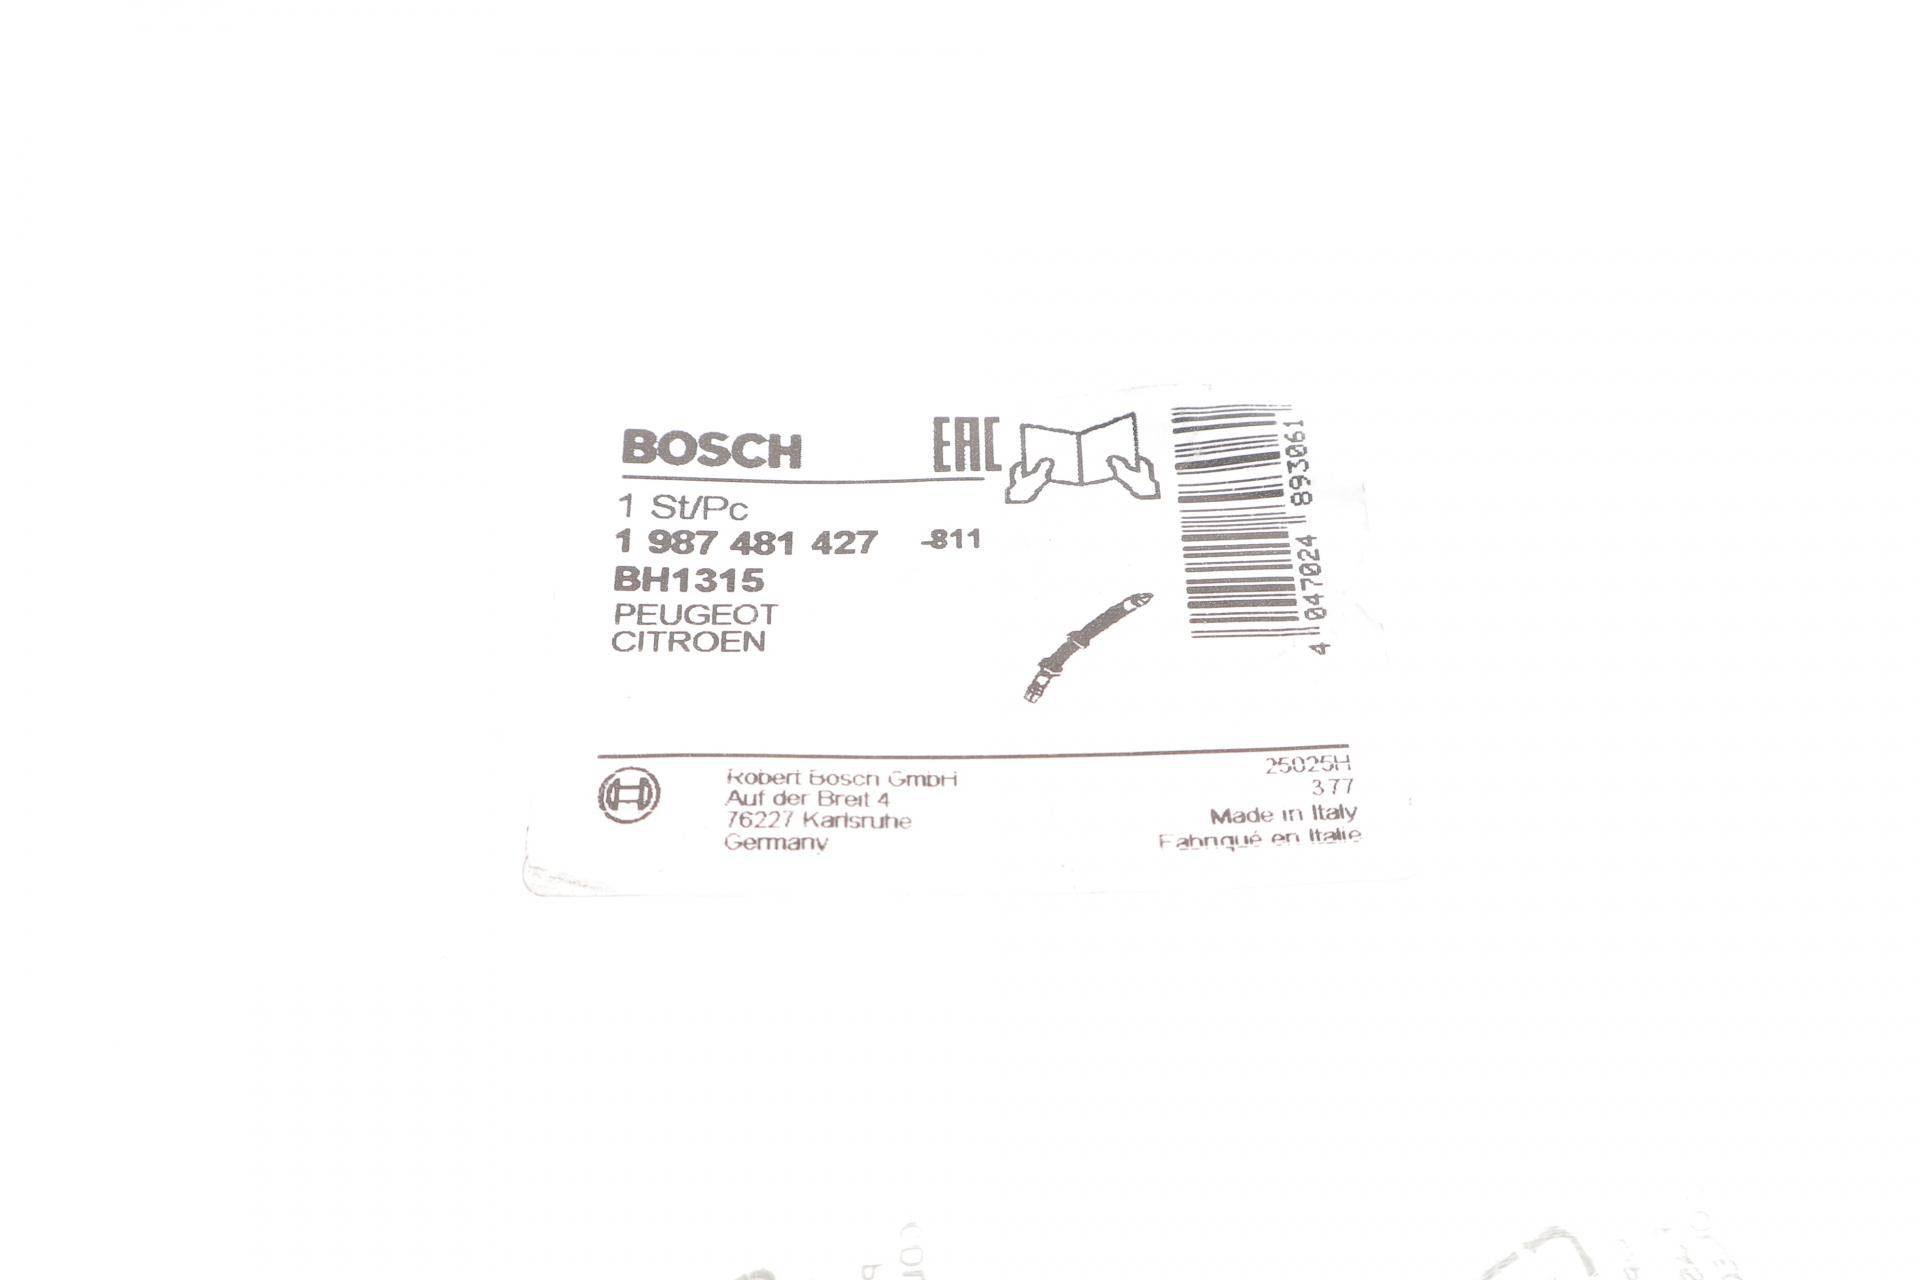 BOSCH
EAC
1 St/Pc
1 987 481 427 -811
BH1315
PEUGEOT
CITROEN
4 047024 893061
Robert Bosch GmbH
Auf der Breit 4
76227 Karlsruhe
Germany
25025H
377
Made in Italy
Fabriqué en Italie